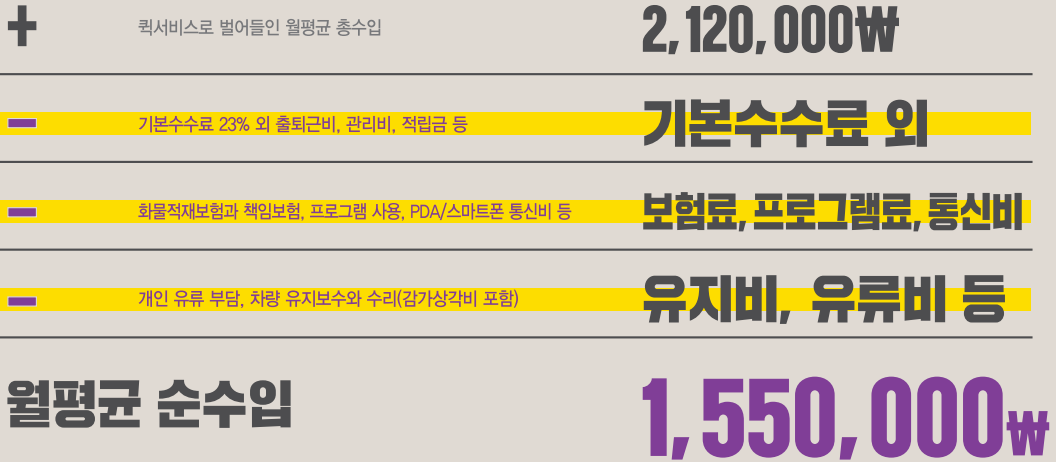 + 퀵서비스로 벌어들인 월평균 총수입 2,120,000₩
- 기본수수료 23% 외 출퇴근비, 관리비, 적립금 등 기본수수료 외
- 화물적재보험과 책임보험, 프로그램 사용, PDA/스마트폰 통신비 등 보험료, 프로그램료, 통신비
- 개인 유류 부담, 차량 유지보수와 수리(감가상각비 포함) 유지비, 유류비 등
월평균 순수입 1,550,000₩